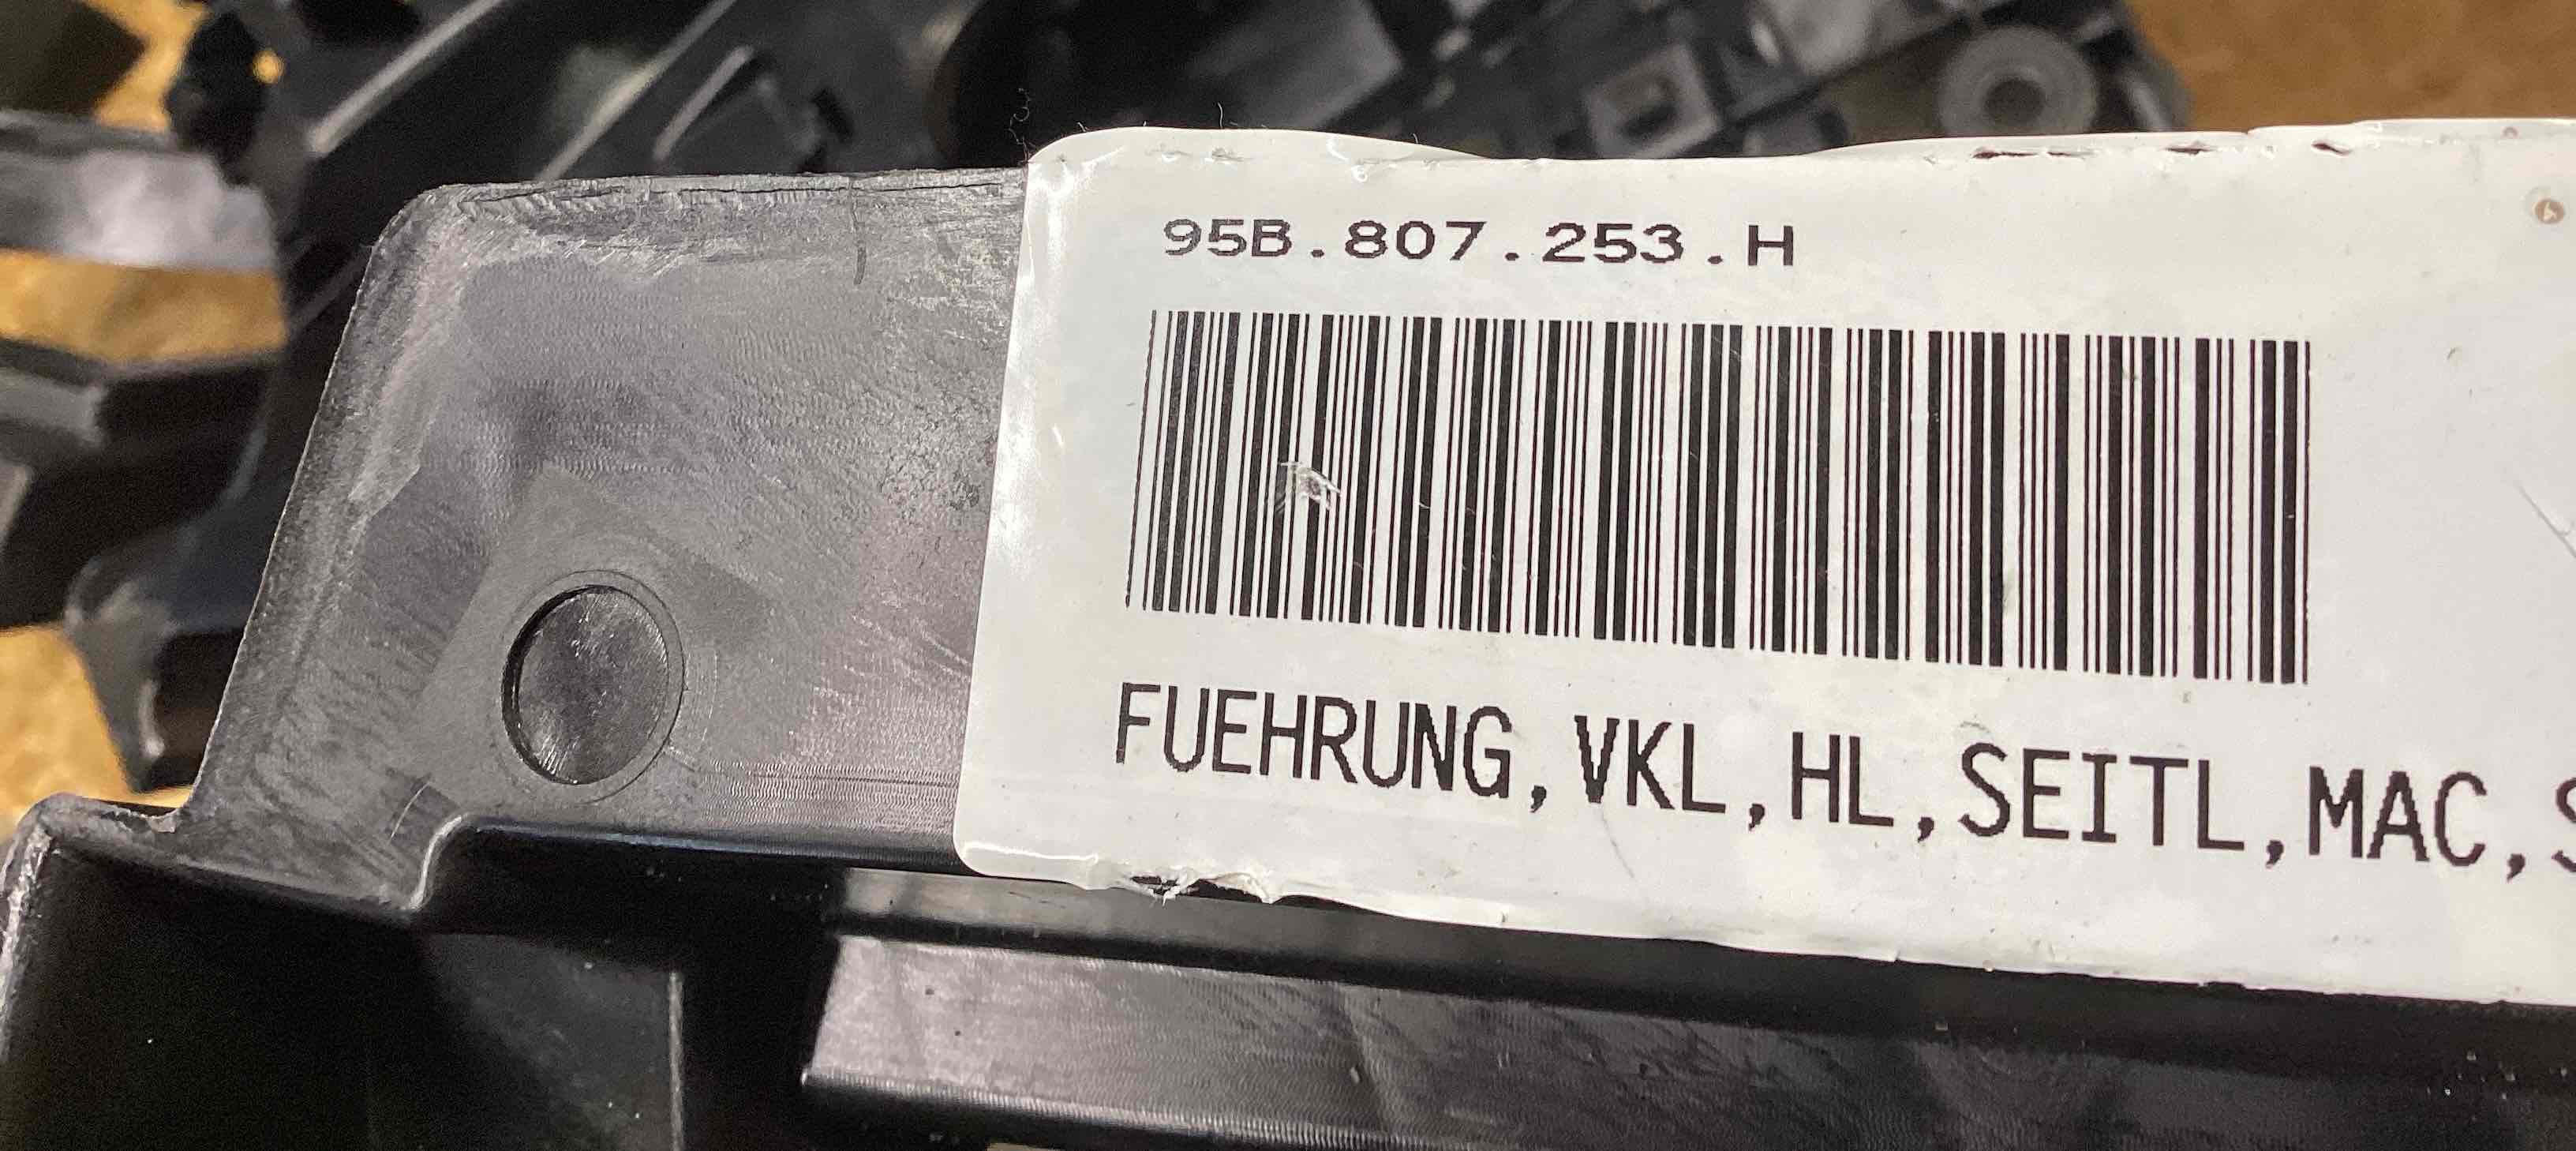 95B.807.253.H
FUEHRUNG,VKL,HL,SEITL,MAC,S